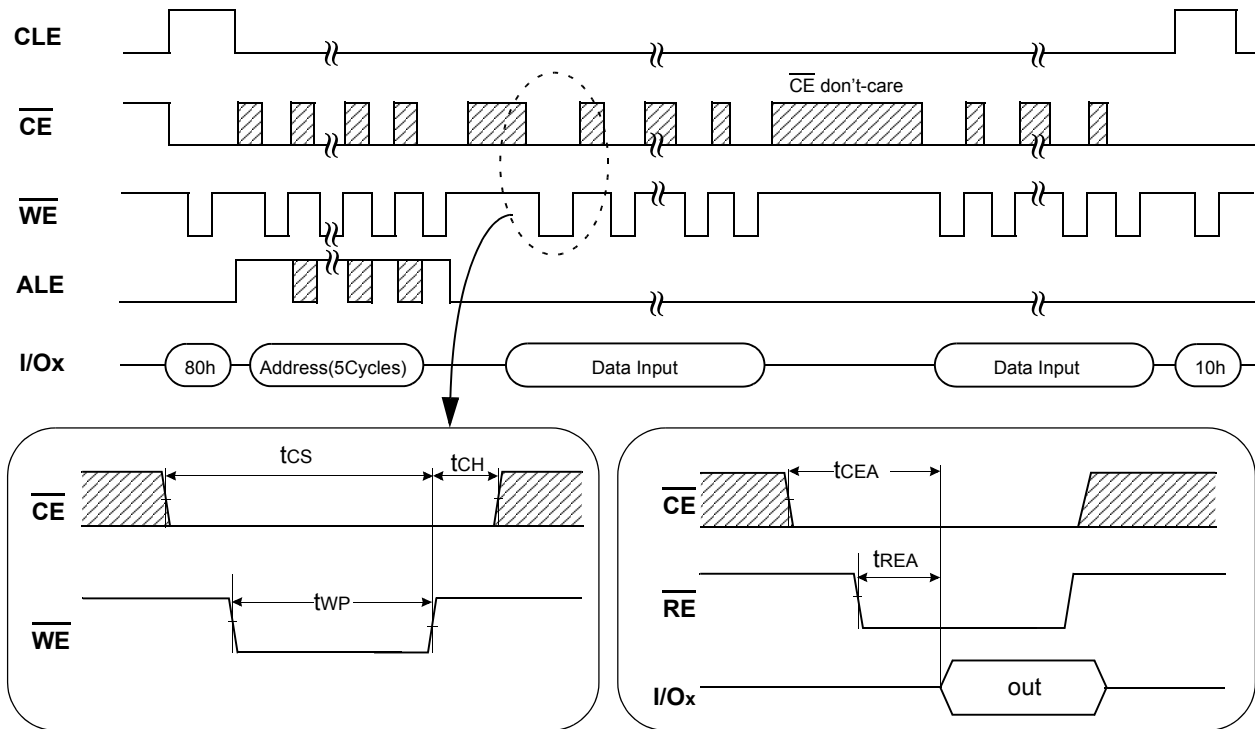 CLE
CE don't-care
CE
WE
ALE
I/Ox
80h
Address(5Cycles)
Data Input
Data Input
10h
tCS
tCH
CE
tWP
WE
tCEA
CE
tREA
RE
I/Ox
out